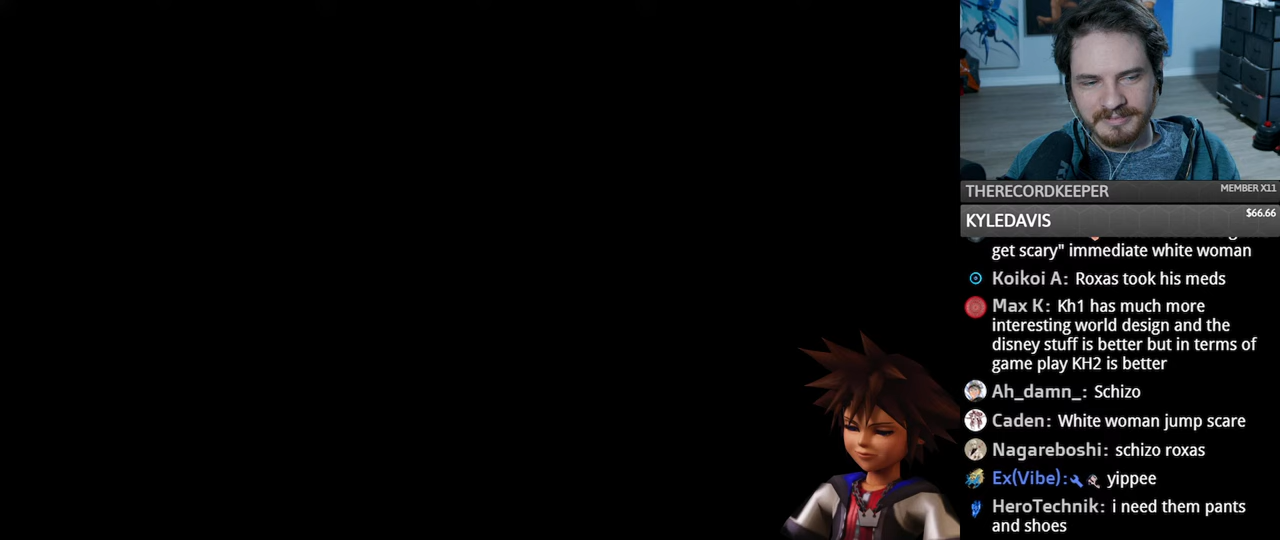 THERECORDKEEPER MEMBER X11
KYLEDAVIS $66.66
get scary" immediate white woman
Koikoi A: Roxas took his meds
Max K: Kh1 has much more
interesting world design and the
disney stuff is better but in terms of
game play KH2 is better
Ah_damn_: Schizo
Caden: White woman jump scare
Nagareboshi: schizo roxas
Ex(Vibe): yippee
HeroTechnik: i need them pants
and shoes